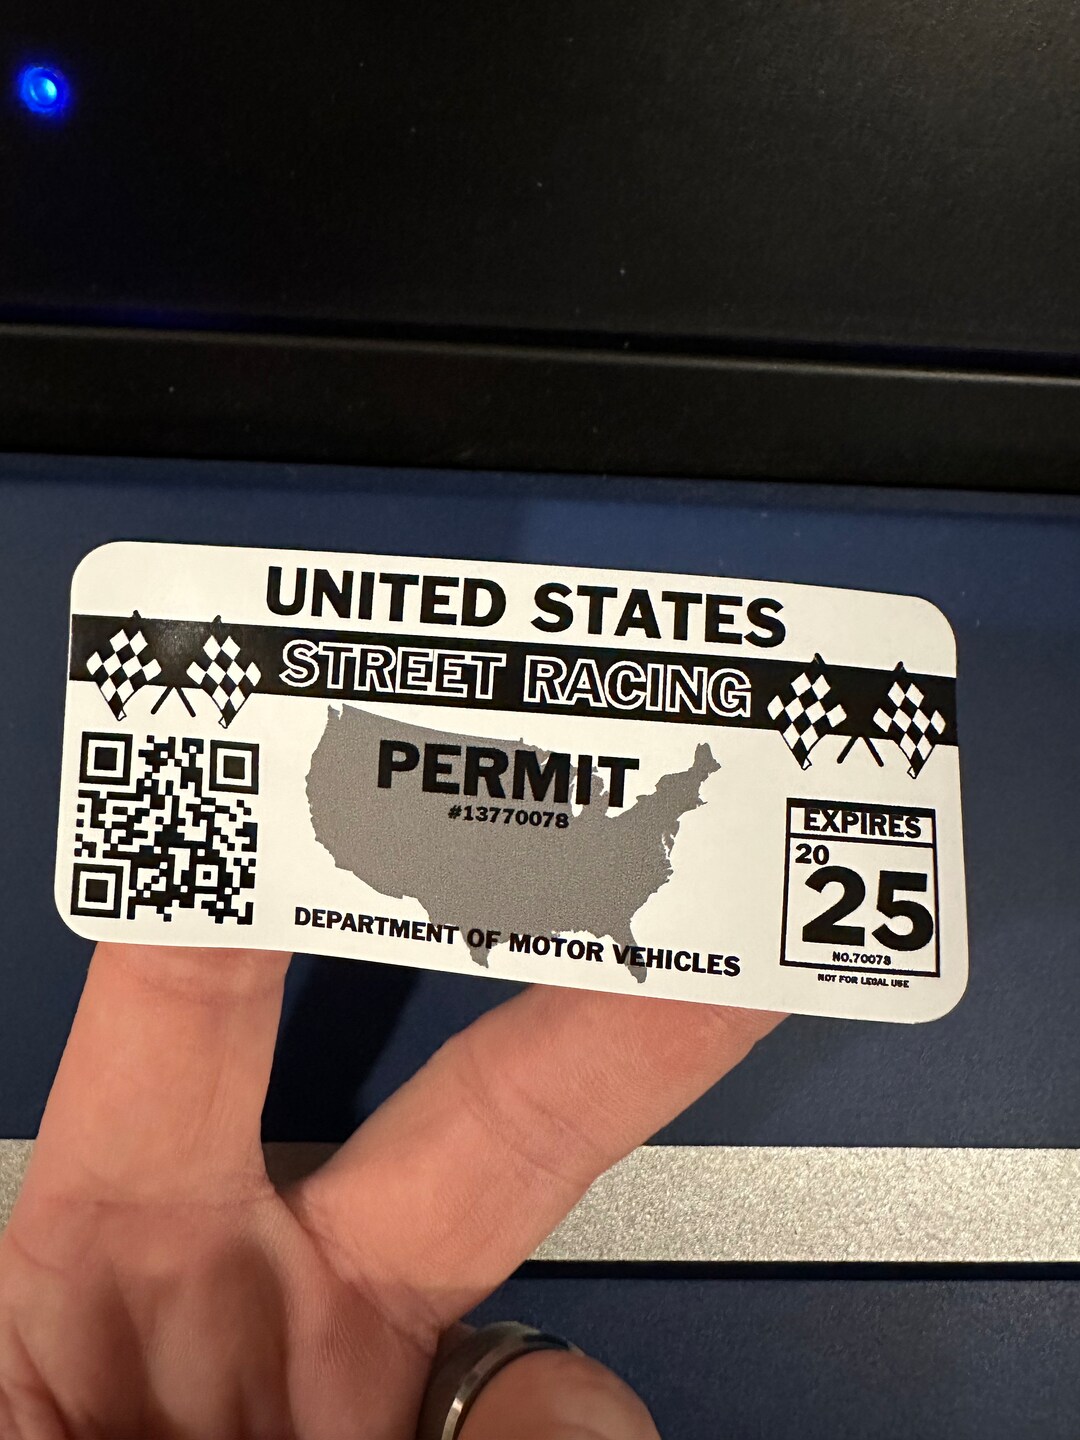 UNITED STATES
STREET RACING
PERMIT
#13770078
DEPARTMENT OF MOTOR VEHICLES
EXPIRES
20
25
NO.70078
NOT FOR LEGAL USE